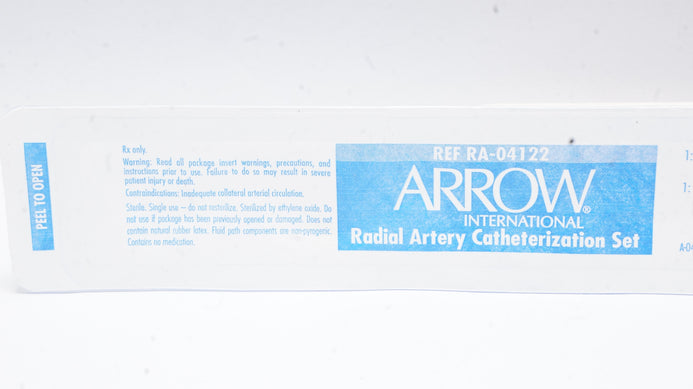 PEEL TO OPEN
Rx only.
Warning: Read all package insert warnings, precautions, and
instructions prior to use. Failure to do so may result in severe
patient injury or death.
Contraindications: Inadequate collateral arterial circulation.
Sterile. Single use – do not resterilize. Sterilized by ethylene oxide. Do
not use if package has been previously opened or damaged. Does not
contain natural rubber latex. Fluid path components are non-pyrogenic.
Contains no medication.
REF RA-04122
ARROW®
INTERNATIONAL
Radial Artery Catheterization Set
1:
1:
A-04